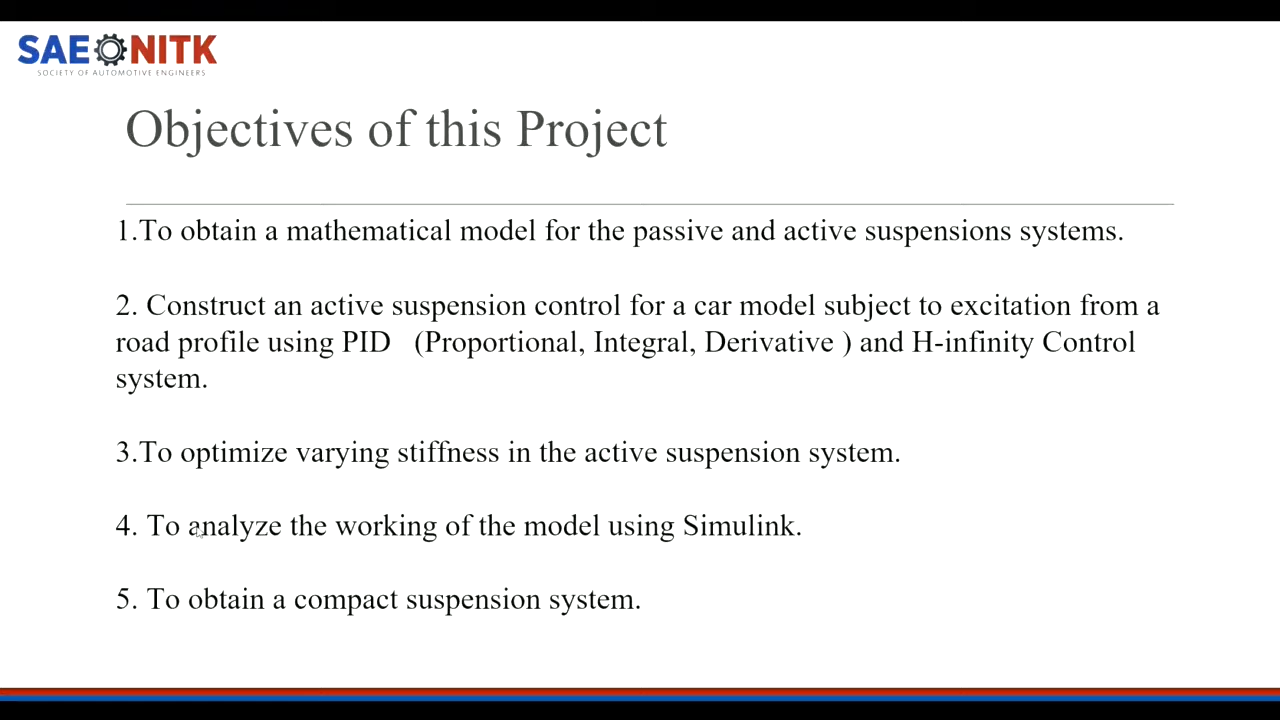 SAE NITK
SOCIETY OF AUTOMOTIVE ENGINEERS
Objectives of this Project
1.To obtain a mathematical model for the passive and active suspensions systems.
2. Construct an active suspension control for a car model subject to excitation from a
road profile using PID   (Proportional, Integral, Derivative ) and H-infinity Control
system.
3.To optimize varying stiffness in the active suspension system.
4. To analyze the working of the model using Simulink.
5. To obtain a compact suspension system.